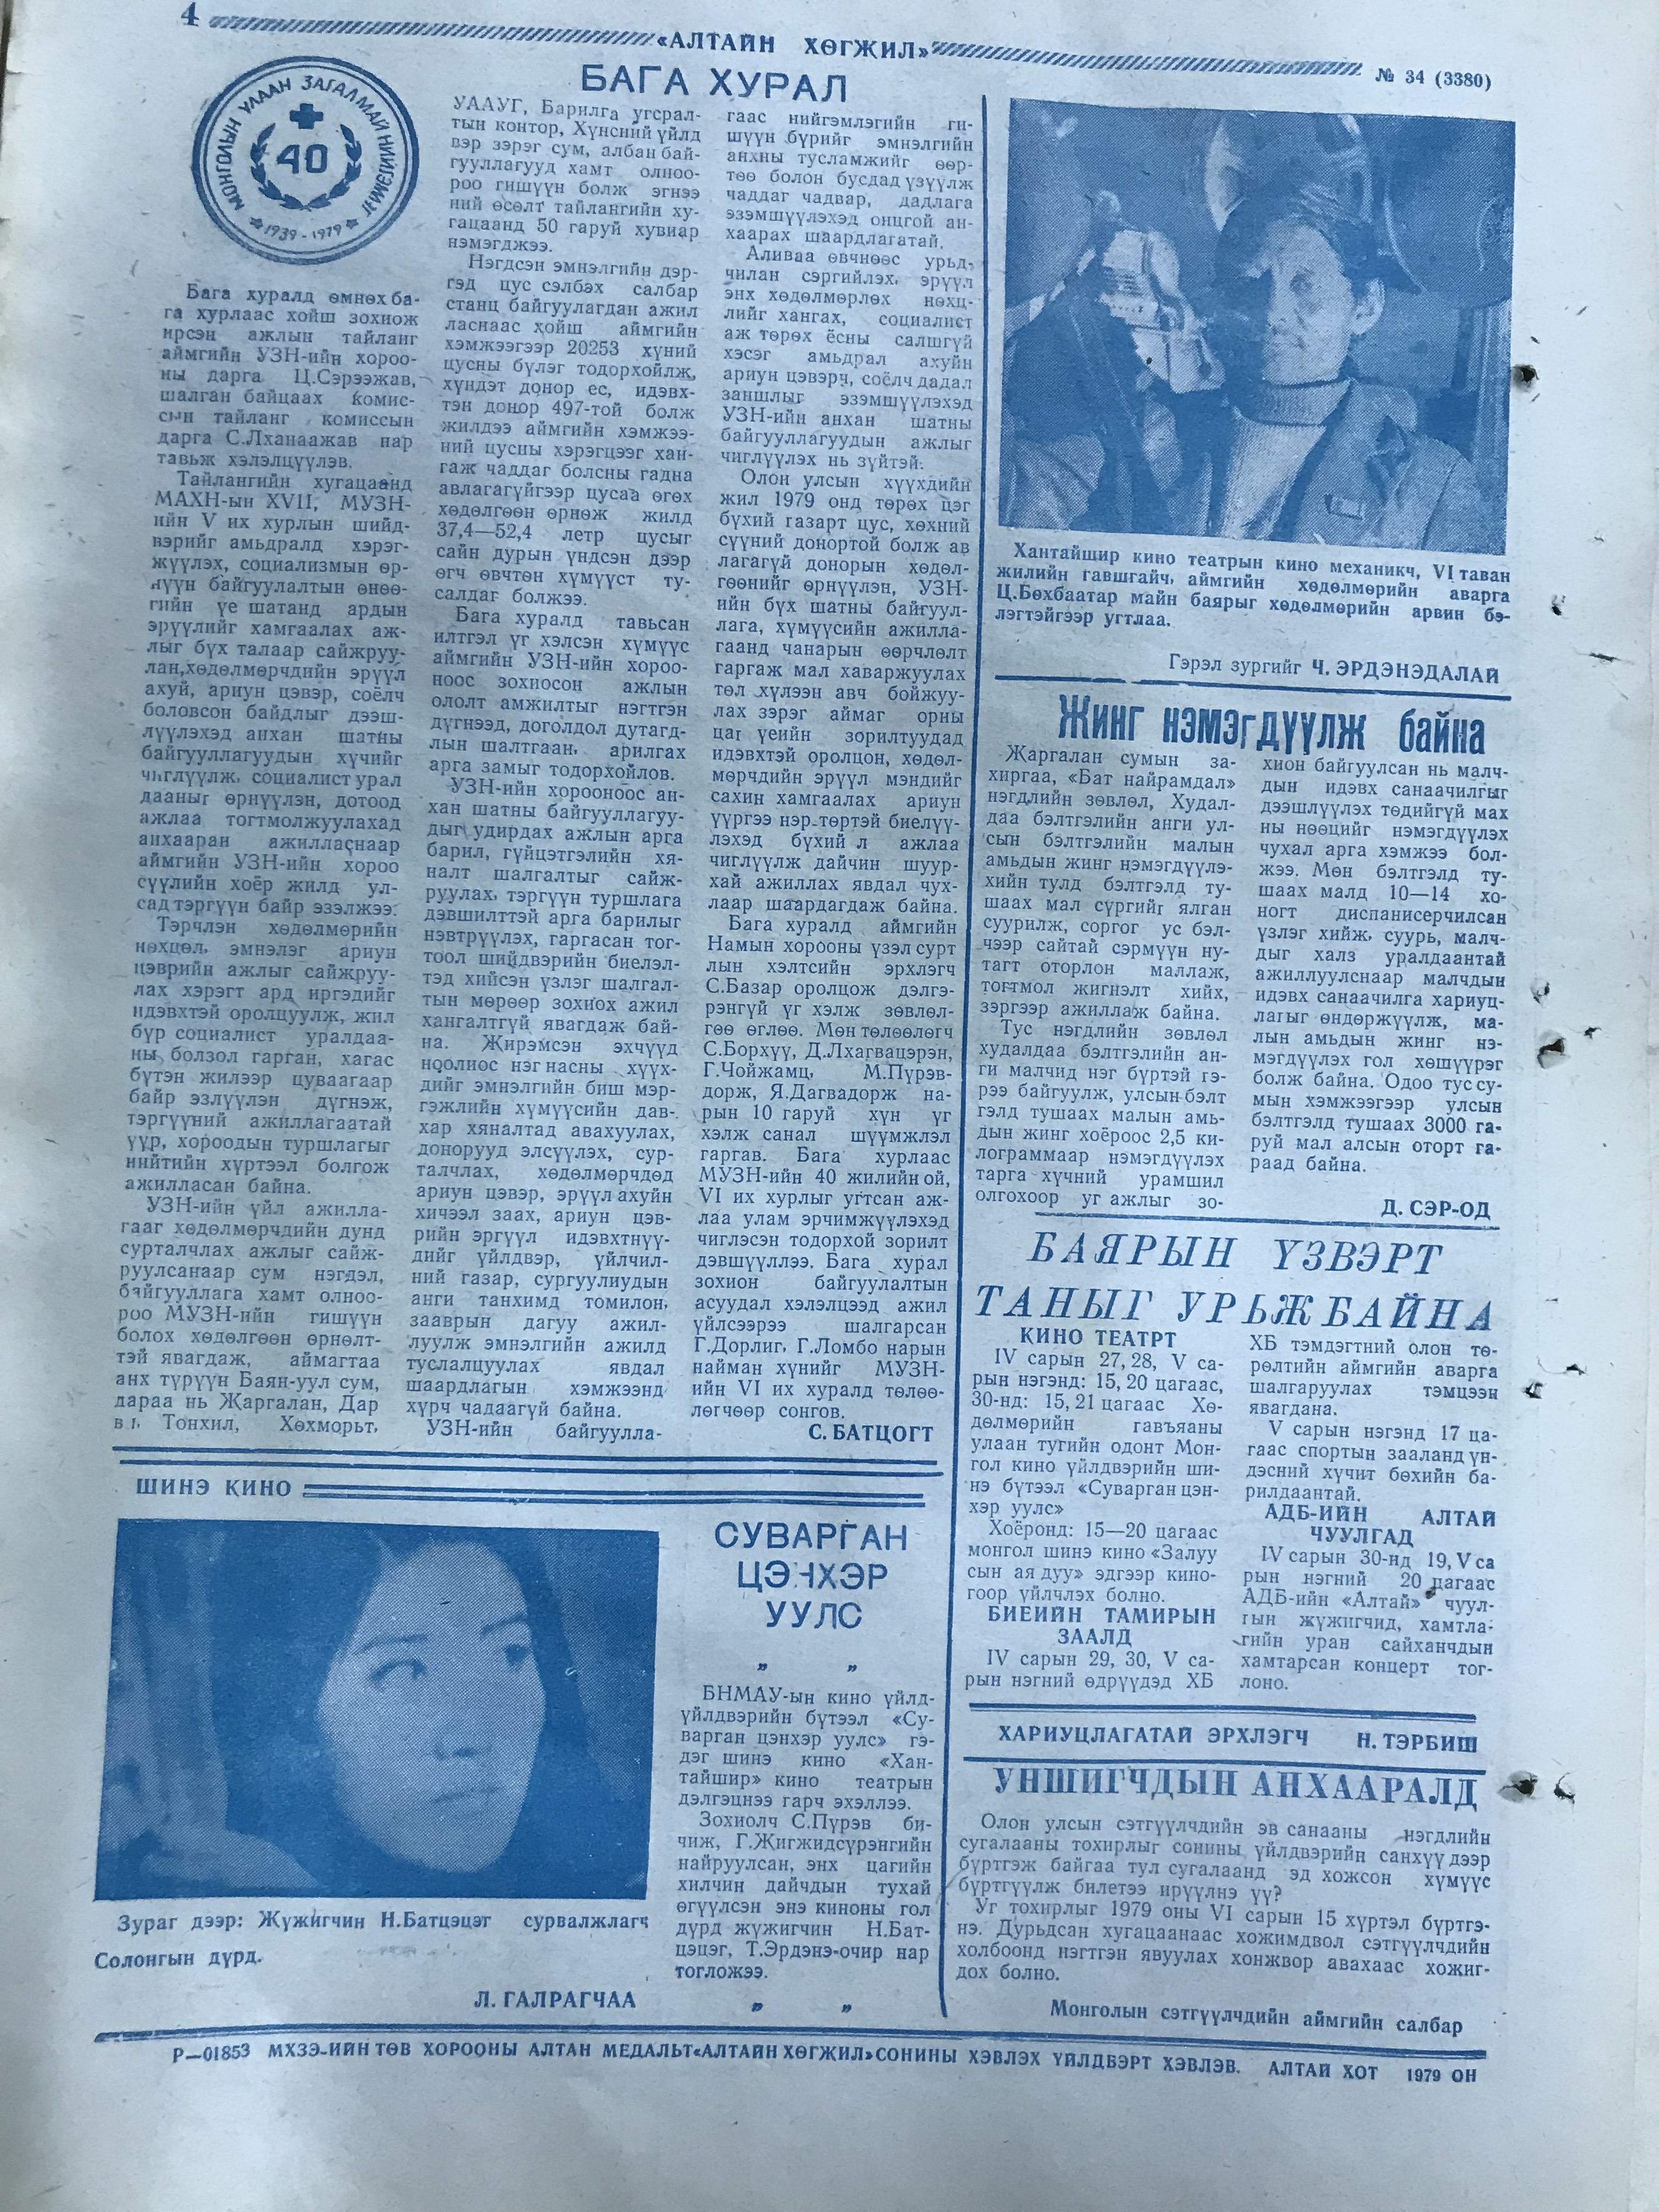 4
«АЛТАЙН ХӨГЖИЛ»
№ 34 (3380)
БАГА ХУРАЛ
МОНГОЛЫН УЛААН ЗАГАЛМАЙ НИЙГЭМЛЭГ
40
1939 - 1979
Бага хуралд өмнөх ба-
га хурлаас хойш зохиож
ирсэн ажлын тайланг
аймгийн УЗН-ийн хороо-
ны дарга Ц.Сэрээжав,
шалган байцаах комис-
сын тайланг комиссын
дарга С.Лханаажав нар
тавьж хэлэлцүүлэв.
Тайлангийн хугацаанд
МАХН-ын XVII, МУЗН-
ийн V их хурлын шийд-
вэрийг амьдралд хэрэг-
жүүлэх, социализмын өр-
нүүн байгуулалтын өнөө-
гийн үе шатанд ардын
эрүүлийг хамгаалах аж-
лыг бүх талаар сайжруу-
лан, хөдөлмөрчдийн эрүүл
ахуй, ариун цэвэр, соёлч
боловсон байдлыг дээш-
лүүлэхэд анхан шатны
байгууллагуудын хүчийг
чиглүүлж, социалист урал
дааныг өрнүүлэн, дотоод
ажлаа тогтмолжуулахад
анхааран ажилласнаар
аймгийн УЗН-ийн хороо
сүүлийн хоёр жилд ул-
сад тэргүүн байр эзэлжээ.
Тэрчлэн хөдөлмөрийн
нөхцөл, эмнэлэг ариун
цэврийн ажлыг сайжруу-
лах хэрэгт ард иргэдийг
идэвхтэй оролцуулж, жил
бүр социалист уралдаа-
ны болзол гарган, хагас
бүтэн жилээр цуваагаар
байр эзлүүлэн дүгнэж,
тэргүүний ажиллагаатай
үүр, хороодын туршлагыг
нийтийн хүртээл болгож
ажилласан байна.
УЗН-ийн үйл ажилла-
гааг хөдөлмөрчдийн дунд
сурталчлах ажлыг сайж-
руулсанаар сум нэгдэл,
байгууллага хамт олноо-
роо МУЗН-ийн гишүүн
болох хөдөлгөөн өрнөлт-
тэй явагдаж, аймагтаа
анх түрүүн Баян-уул сум,
дараа нь Жаргалан, Дар
ви, Тонхил, Хөхморьт,
УААУГ, Барилга угсрал-
тын контор, Хүнсний үйлд
вэр зэрэг сум, албан бай-
гууллагууд хамт олноо-
роо гишүүн болж эгнээ
ний өсөлт тайлангийн ху-
гацаанд 50 гаруй хувиар
нэмэгджээ.
Нэгдсэн эмнэлгийн дэр-
гэд цус сэлбэх салбар
станц байгуулагдан ажил
ласнаас хойш аймгийн
хэмжээгээр 20253 хүний
цусны бүлэг тодорхойлж,
хүндэт донор ес, идэвх-
тэн донор 497-той болж
жилдээ аймгийн хэмжээ-
ний цусны хэрэгцээг хан-
гаж чаддаг болсны гадна
авлагагүйгээр цусаа өгөх
хөдөлгөөн өрнөж жилд
37,4—52,4 летр цусыг
сайн дурын үндсэн дээр
өгч өвчтөн хүмүүст ту-
салдаг болжээ.
Бага хуралд тавьсан
илтгэл үг хэлсэн хүмүүс
аймгийн УЗН-ийн хороо-
ноос зохиосон ажлын
ололт амжилтыг нэгтгэн
дүгнээд, доголдол дутагд-
лын шалтгаан, арилгах
арга замыг тодорхойлов.
УЗН-ийн хорооноос ан-
хан шатны байгууллагуу-
дыг удирдах ажлын арга
барил, гүйцэтгэлийн хя-
налт шалгалтыг сайж-
руулах, тэргүүн туршлага
дэвшилттэй арга барилыг
нэвтрүүлэх, гаргасан тог-
тоол шийдвэрийн биелэл-
тэд хийсэн үзлэг шалгал-
тын мөрөөр зохиох ажил
хангалтгүй явагдаж бай-
на. Жирэмсэн эхчүүд
ноолиос нэг насны хүүх-
дийг эмнэлгийн биш мэр-
гэжлийн хүмүүсийн дав-
хар хяналтад авахуулах,
донорууд элсүүлэх, сур-
талчлах, хөдөлмөрчдөд
ариун цэвэр, эрүүл ахуйн
хичээл заах, ариун цэв-
рийн эргүүл идэвхтнүү-
дийг үйлдвэр, үйлчил-
ний газар, сургуулиудын
анги танхимд томилон,
зааврын дагуу ажил-
луулж эмнэлгийн ажилд
туслалцуулах явдал
шаардлагын хэмжээнд
хүрч чадаагүй байна.
УЗН-ийн байгуулла-
гаас нийгэмлэгийн ги-
шүүн бүрийг эмнэлгийн
анхны тусламжийг өөр-
төө болон бусдад үзүүлж
чаддаг чадвар, дадлага
эзэмшүүлэхэд онцгой ан-
хаарах шаардлагатай.
Аливаа өвчнөөс урьд-
чилан сэргийлэх, эрүүл
энх хөдөлмөрлөх нөхц-
лийг хангах, социалист
аж төрөх ёсны салшгүй
хэсэг амьдрал ахуйн
ариун цэвэрч, соёлч дадал
заншлыг эзэмшүүлэхэд
УЗН-ийн анхан шатны
байгууллагуудын ажлыг
чиглүүлэх нь зүйтэй.
Олон улсын хүүхдийн
жил 1979 онд төрөх цэг
бүхий газарт цус, хөхний
сүүний донортой болж ав
лагагүй донорын хөдөл-
гөөнийг өрнүүлэн, УЗН-
ийн бүх шатны байгуул-
лага, хүмүүсийн ажилла-
гаанд чанарын өөрчлөлт
гаргаж мал хаваржуулах
төл хүлээн авч бойжуу-
лах зэрэг аймаг орны
цаг үеийн зорилтуудад
идэвхтэй оролцон, хөдөл-
мөрчдийн эрүүл мэндийг
сахин хамгаалах ариун
үүргээ нэр төртэй биелүү-
лэхэд бүхий л ажлаа
чиглүүлж дайчин шуур-
хай ажиллах явдал чух-
лаар шаардагдаж байна.
Бага хуралд аймгийн
Намын хорооны үзэл сурт
лын хэлтсийн эрхлэгч
С.Базар оролцож дэлгэ-
рэнгүй үг хэлж зөвлөл-
гөө өглөө. Мөн төлөөлөгч
С.Борхүү, Д.Лхагвацэрэн,
Г.Чойжамц, М.Пүрэв-
дорж, Я.Дагвадорж на-
рын 10 гаруй хүн үг
хэлж санал шүүмжлэл
гаргав. Бага хурлаас
МУЗН-ийн 40 жилийн ой,
VI их хурлыг угтсан аж-
лаа улам эрчимжүүлэхэд
чиглэсэн тодорхой зорилт
дэвшүүллээ. Бага хурал
зохион байгуулалтын
асуудал хэлэлцээд ажил
үйлсээрээ шалгарсан
Г.Дорлиг, Г.Ломбо нарын
найман хүнийг МУЗН-
ийн VI их хуралд төлөө-
лөгчөөр сонгов.
С. БАТЦОГТ
Хантайшир кино театрын кино механикч, VI таван
жилийн гавшгайч, аймгийн хөдөлмөрийн аварга
Ц.Бөхбаатар майн баярыг хөдөлмөрийн арвин бэ-
лэгтэйгээр угтлаа.
Гэрэл зургийг Ч. ЭРДЭНЭДАЛАЙ
Жинг нэмэгдүүлж байна
Жаргалан сумын за-
хиргаа, «Бат найрамдал»
нэгдлийн зөвлөл, Худал-
даа бэлтгэлийн анги ул-
сын бэлтгэлийн малын
амьдын жинг нэмэгдүүлэ-
хийн тулд бэлтгэлд ту-
шаах мал сүргийг ялган
суурилж, соргог ус бэл-
чээр сайтай сэрмүүн ну-
тагт оторлон маллаж,
тогтмол жигнэлт хийх,
зэргээр ажиллаж байна.
Тус нэгдлийн зөвлөл
худалдаа бэлтгэлийн ан-
ги малчид нэг бүртэй гэ-
рээ байгуулж, улсын бэлт
гэлд тушаах малын амь-
дын жинг хоёроос 2,5 ки-
лограммаар нэмэгдүүлэх
тарга хүчний урамшил
олгохоор уг ажлыг зо-
хион байгуулсан нь малч-
дын идэвх санаачилгыг
дээшлүүлэх төдийгүй мах
ны нөөцийг нэмэгдүүлэх
чухал арга хэмжээ бол-
жээ. Мөн бэлтгэлд ту-
шаах малд 10—14 хо-
ногт диспанисерчилсан
үзлэг хийж, суурь, малч-
дыг халз уралдаантай
ажиллуулснаар малчдын
идэвх санаачилга хариуц-
лагыг өндөржүүлж, ма-
лын амьдын жинг нэ-
мэгдүүлэх гол хөшүүрэг
болж байна. Одоо тус су-
мын хэмжээгээр улсын
бэлтгэлд тушаах 3000 га-
руй мал алсын оторт га-
раад байна.
Д. СЭР-ОД
БАЯРЫН ҮЗВЭРТ
ТАНЫГ УРЬЖ БАЙНА
КИНО ТЕАТРТ
IV сарын 27, 28, V са-
рын нэгэнд: 15, 20 цагаас,
30-нд: 15, 21 цагаас Хө-
дөлмөрийн гавъяаны
улаан тугийн одонт Мон-
гол кино үйлдвэрийн ши-
нэ бүтээл «Суварган цэн-
хэр уулс»
Хоёронд: 15—20 цагаас
монгол шинэ кино «Залуу
сын ая дуу» эдгээр кино-
гоор үйлчлэх болно.
БИЕИЙН ТАМИРЫН
ЗААЛД
IV сарын 29, 30, V са-
рын нэгний өдрүүдэд ХБ
ХБ тэмдэгтний олон тө-
рөлтийн аймгийн аварга
шалгаруулах тэмцээн
явагдана.
V сарын нэгэнд 17 ца-
гаас спортын зааланд үн-
дэсний хүчит бөхийн ба-
рилдаантай.
АДБ-ИЙН АЛТАЙ
ЧУУЛГАД
IV сарын 30-нд 19, V са
рын нэгний 20 цагаас
АДБ-ийн «Алтай» чуул-
гын жүжигчид, хамтла-
гийн уран сайханчдын
хамтарсан концерт тог-
лоно.
ХАРИУЦЛАГАТАЙ ЭРХЛЭГЧ Н. ТЭРБИШ
УНШИГЧДЫН АНХААРАЛД
Олон улсын сэтгүүлчдийн эв санааны нэгдлийн
сугалааны тохирлыг сонины үйлдвэрийн санхүү дээр
бүртгэж байгаа тул сугалаанд эд хожсон хүмүүс
бүртгүүлж билетээ ирүүлнэ үү?
Уг тохирлыг 1979 оны VI сарын 15 хүртэл бүртгэ-
нэ. Дурьдсан хугацаанаас хожимдвол сэтгүүлчдийн
холбоонд нэгтгэн явуулах хонжвор авахаас хожиг-
дох болно.
Монголын сэтгүүлчдийн аймгийн салбар
ШИНЭ КИНО
СУВАРГАН
ЦЭНХЭР
УУЛС
„ „
БНМАУ-ын кино үйлд-
үйлдвэрийн бүтээл «Су-
варган цэнхэр уулс» гэ-
дэг шинэ кино «Хан-
тайшир» кино театрын
дэлгэцнээ гарч эхэллээ.
Зохиолч С.Пүрэв би-
чиж, Г.Жигжидсүрэнгийн
найруулсан, энх цагийн
хилчин дайчдын тухай
өгүүлсэн энэ киноны гол
дүрд жүжигчин Н.Бат-
цэцэг, Т.Эрдэнэ-очир нар
тогложээ.
„ „
Зураг дээр: Жүжигчин Н.Батцэцэг сурвалжлагч
Солонгын дүрд.
Л. ГАЛРАГЧАА
Р—01853 МХЗЭ-ИЙН ТӨВ ХОРООНЫ АЛТАН МЕДАЛЬТ «АЛТАЙН ХӨГЖИЛ» СОНИНЫ ХЭВЛЭХ ҮЙЛДВЭРТ ХЭВЛЭВ. АЛТАЙ ХОТ 1979 ОН